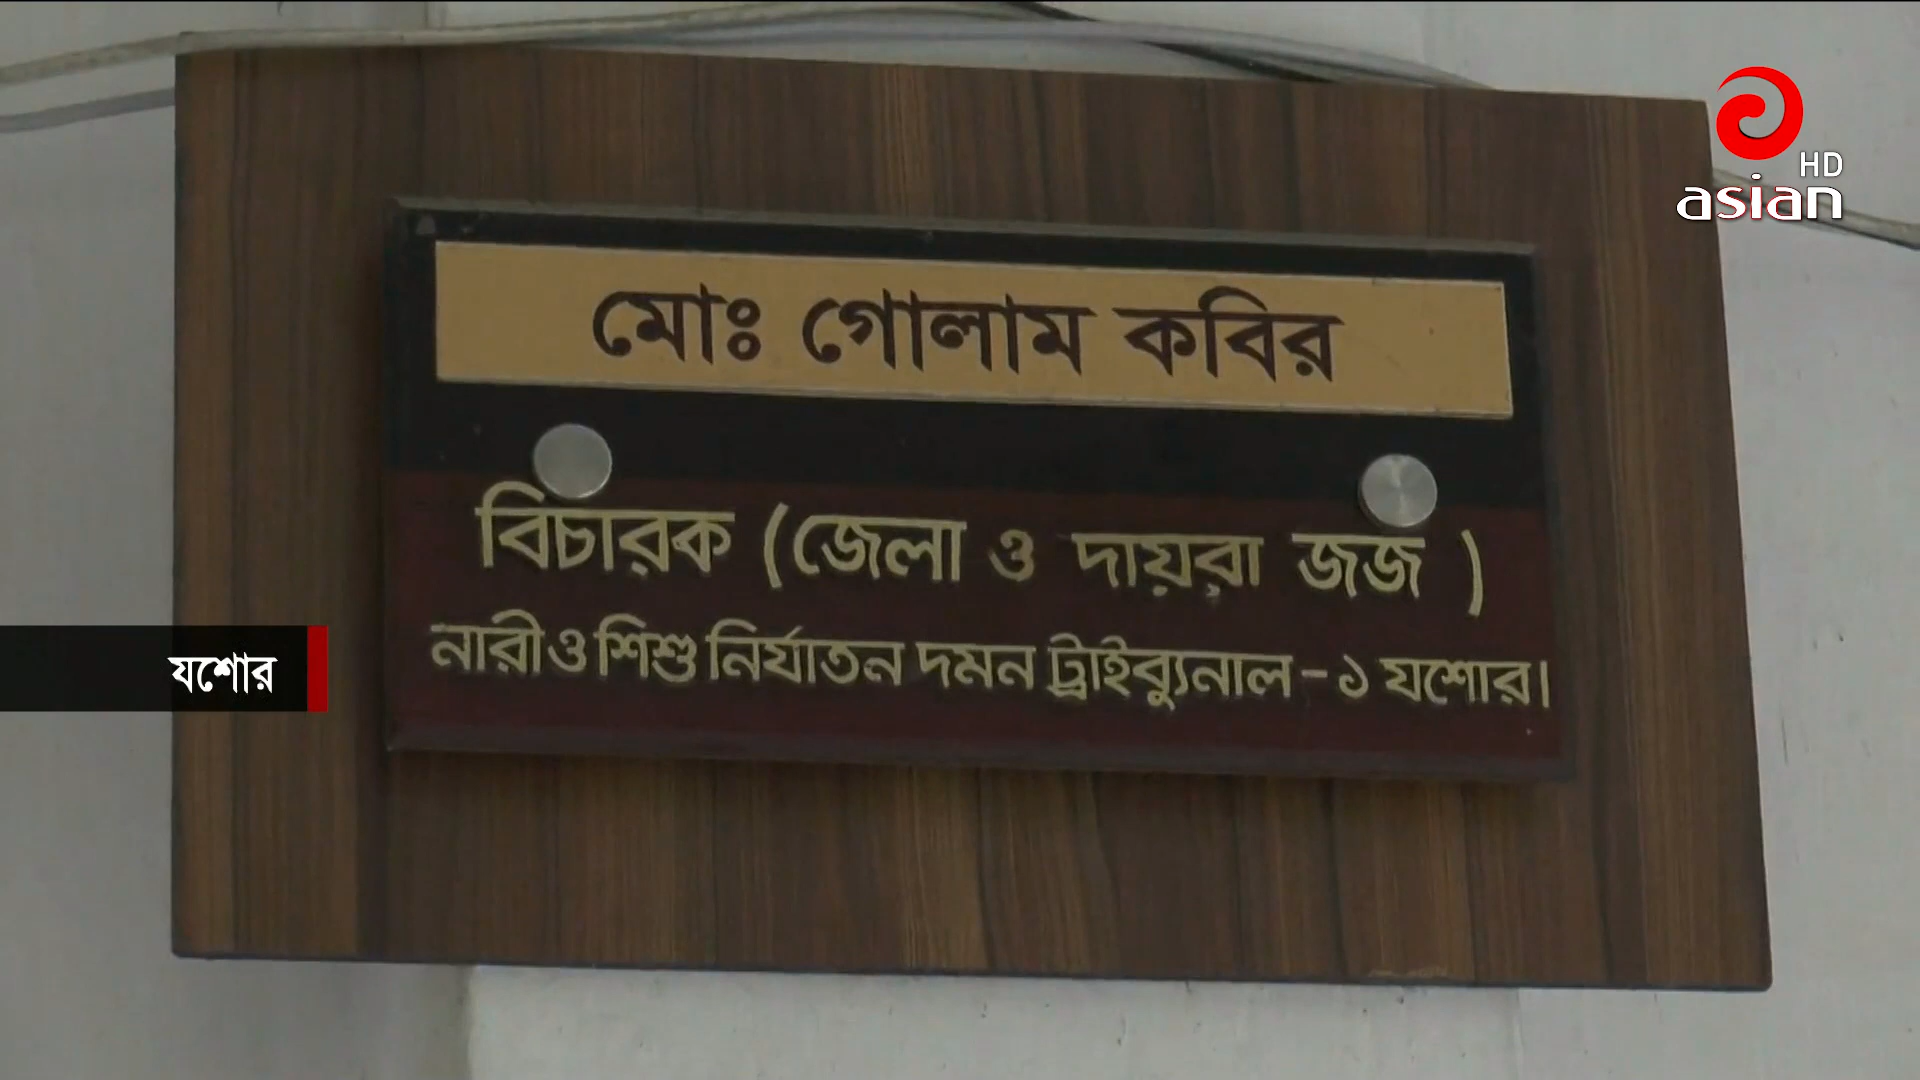 HD
asian
মোঃ গোলাম কবির
বিচারক (জেলা ও দায়রা জজ )
নারী ও শিশু নির্যাতন দমন ট্রাইব্যুনাল - ১ যশোর।
যশোর